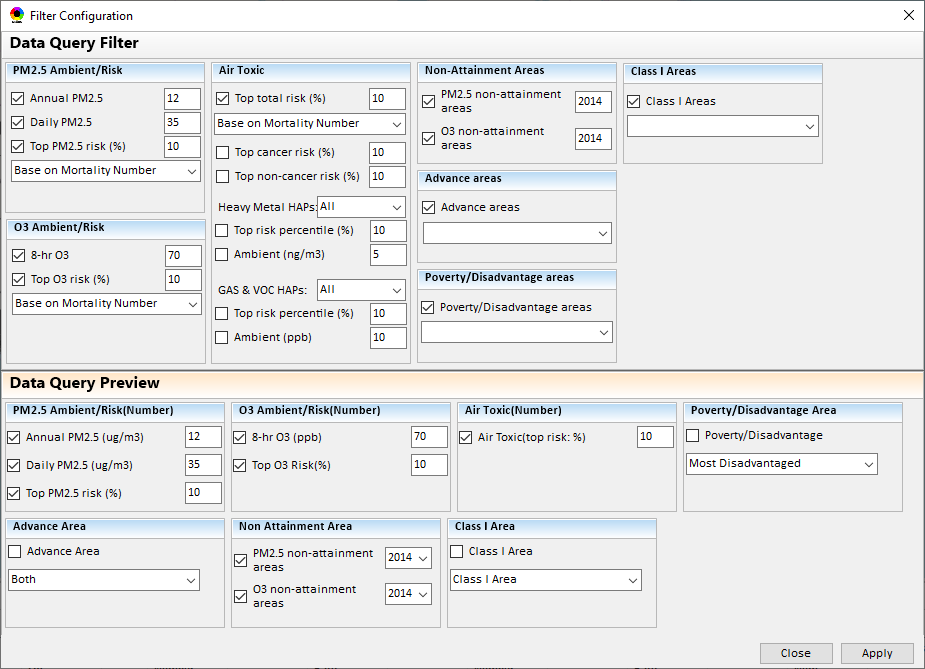 Filter Configuration
Data Query Filter
PM2.5 Ambient/Risk
Annual PM2.5 12
Daily PM2.5 35
Top PM2.5 risk (%) 10
Base on Mortality Number
O3 Ambient/Risk
8-hr O3 70
Top O3 risk (%) 10
Base on Mortality Number
Air Toxic
Top total risk (%) 10
Base on Mortality Number
Top cancer risk (%) 10
Top non-cancer risk (%) 10
Heavy Metal HAPs: All
Top risk percentile (%) 10
Ambient (ng/m3) 5
GAS & VOC HAPs: All
Top risk percentile (%) 10
Ambient (ppb) 10
Non-Attainment Areas
PM2.5 non-attainment
areas 2014
O3 non-attainment
areas 2014
Advance areas
Advance areas
Poverty/Disadvantage areas
Poverty/Disadvantage areas
Class I Areas
Class I Areas
Data Query Preview
PM2.5 Ambient/Risk(Number)
Annual PM2.5 (ug/m3) 12
Daily PM2.5 (ug/m3) 35
Top PM2.5 risk (%) 10
O3 Ambient/Risk(Number)
8-hr O3 (ppb) 70
Top O3 Risk(%) 10
Air Toxic(Number)
Air Toxic(top risk: %) 10
Poverty/Disadvantage Area
Poverty/Disadvantage
Most Disadvantaged
Advance Area
Advance Area
Both
Non Attainment Area
PM2.5 non-attainment
areas 2014
O3 non-attainment
areas 2014
Class I Area
Class I Area
Class I Area
Close Apply